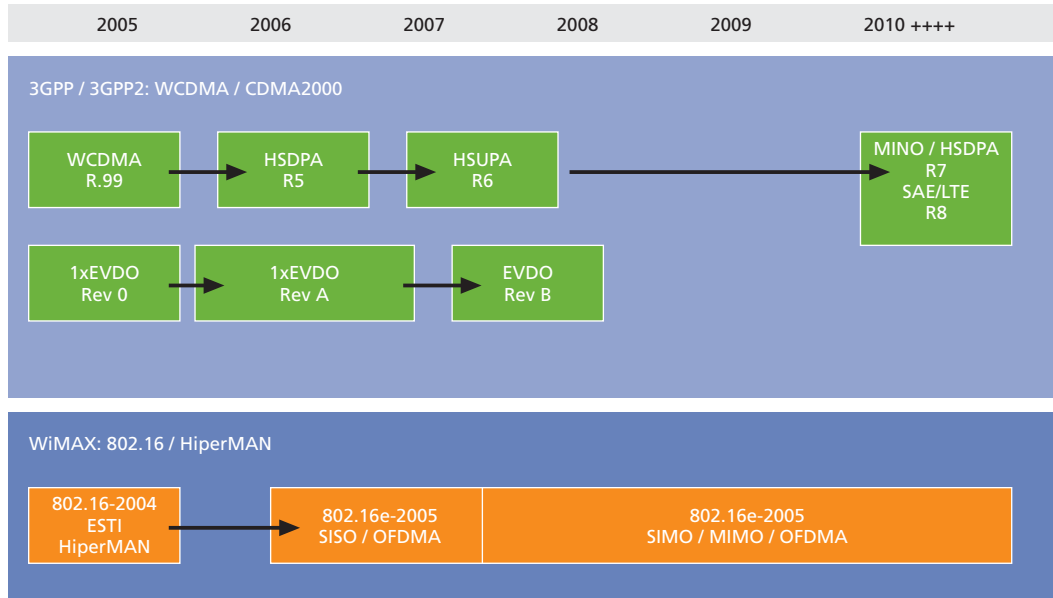 2005 2006 2007 2008 2009 2010 ++++
3GPP / 3GPP2: WCDMA / CDMA2000
WCDMA
R.99
HSDPA
R5
HSUPA
R6
MINO / HSDPA
R7
SAE/LTE
R8
1xEVDO
Rev 0
1xEVDO
Rev A
EVDO
Rev B
WiMAX: 802.16 / HiperMAN
802.16-2004
ESTI
HiperMAN
802.16e-2005
SISO / OFDMA
802.16e-2005
SIMO / MIMO / OFDMA